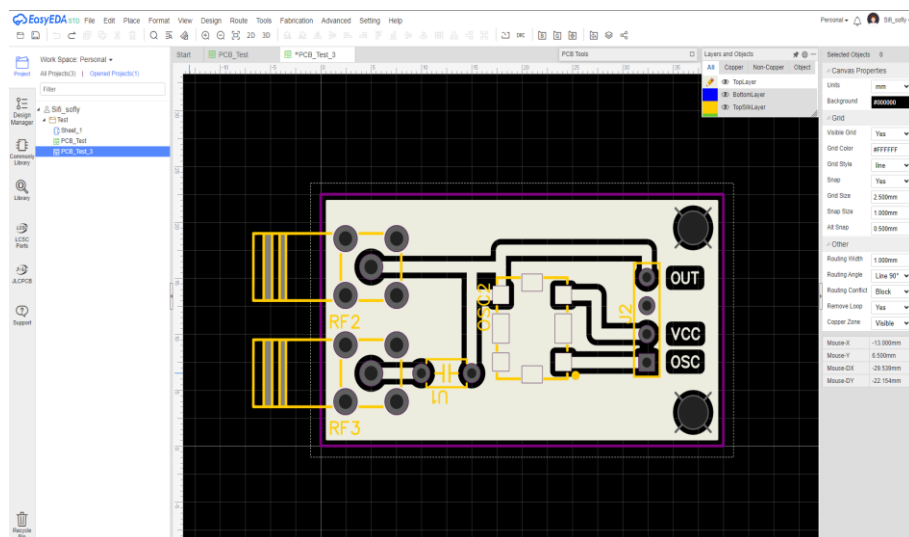 EasyEDA STD File Edit Place Format View Design Route Tools Fabrication Advanced Setting Help
Personal
Sifi_sofly
2D 3D
DRC
Work Space: Personal
All Projects(3) | Opened Projects(1)
Filter
Sifi_sofly
Test
Sheet_1
PCB_Test
PCB_Test_3
Project
Design
Manager
Commonly
Library
Library
LCSC
Parts
JLCPCB
Support
Recycle
Bin
Start PCB_Test *PCB_Test_3
PCB Tools
Layers and Objects
All Copper Non-Copper Object
TopLayer
BottomLayer
TopSilkLayer
RF2
RF3
U1
OSC2
J2
OUT
VCC
OSC
Selected Objects 0
Canvas Properties
Units mm
Background #000000
Grid
Visible Grid Yes
Grid Color #FFFFFF
Grid Style line
Snap Yes
Grid Size 2.500mm
Snap Size 1.000mm
Alt Snap 0.500mm
Other
Routing Width 1.000mm
Routing Angle Line 90°
Routing Conflict Block
Remove Loop Yes
Copper Zone Visible
Mouse-X -13.000mm
Mouse-Y 6.500mm
Mouse-DX -29.539mm
Mouse-DY -22.154mm